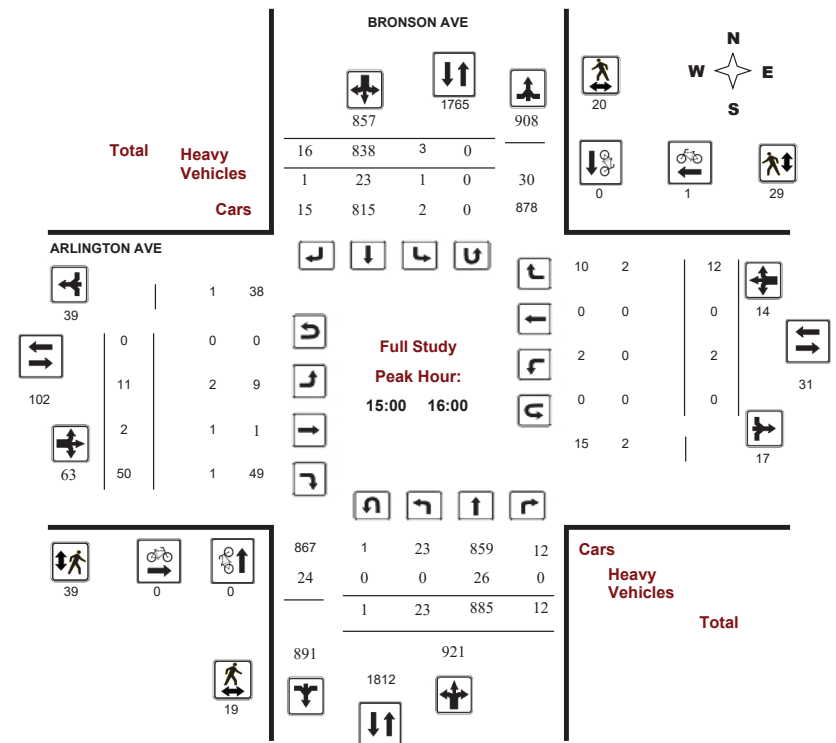 BRONSON AVE
N
W E
S
1765
20
857 908
Total Heavy Vehicles
16 838 3 0
1 23 1 0 30
Cars 15 815 2 0 878
0 1 29
ARLINGTON AVE
39
1 38
10 2 12
14
0 0 0
0 0 0
Full Study
102
11 2 9
Peak Hour:
2 0 2
31
15:00 16:00
0 0 0
2 1 1
63
50 1 49
15 2
17
867 1 23 859 12 Cars
24 0 0 26 0 Heavy
Vehicles
39 0 0
1 23 885 12 Total
891 921
1812
19